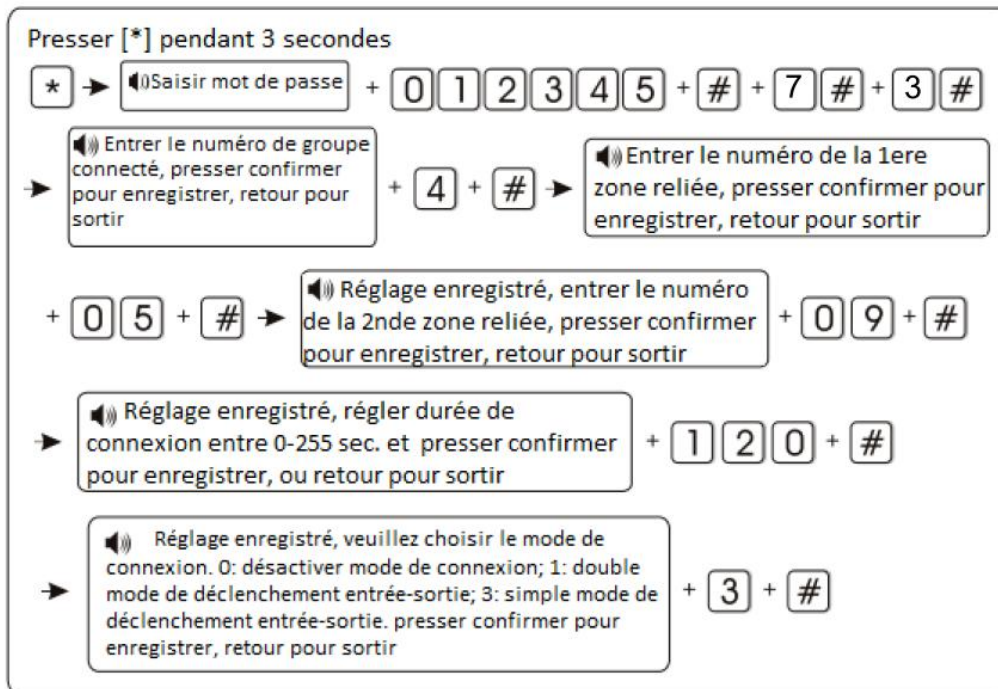 Presser [*] pendant 3 secondes
* Saisir mot de passe + 0 1 2 3 4 5 + # + 7 # + 3 #
Entrer le numéro de groupe
connecté, presser confirmer
pour enregistrer, retour pour
sortir
+ 4 + #
Entrer le numéro de la 1ere
zone reliée, presser confirmer pour
enregistrer, retour pour sortir
+ 0 5 + #
Réglage enregistré, entrer le numéro
de la 2nde zone reliée, presser confirmer
pour enregistrer, retour pour sortir
+ 0 9 + #
Réglage enregistré, régler durée de
connexion entre 0-255 sec. et presser confirmer
pour enregistrer, ou retour pour sortir
+ 1 2 0 + #
Réglage enregistré, veuillez choisir le mode de
connexion. 0: désactiver mode de connexion; 1: double
mode de déclenchement entrée-sortie; 3: simple mode de
déclenchement entrée-sortie. presser confirmer pour
enregistrer, retour pour sortir
+ 3 + #